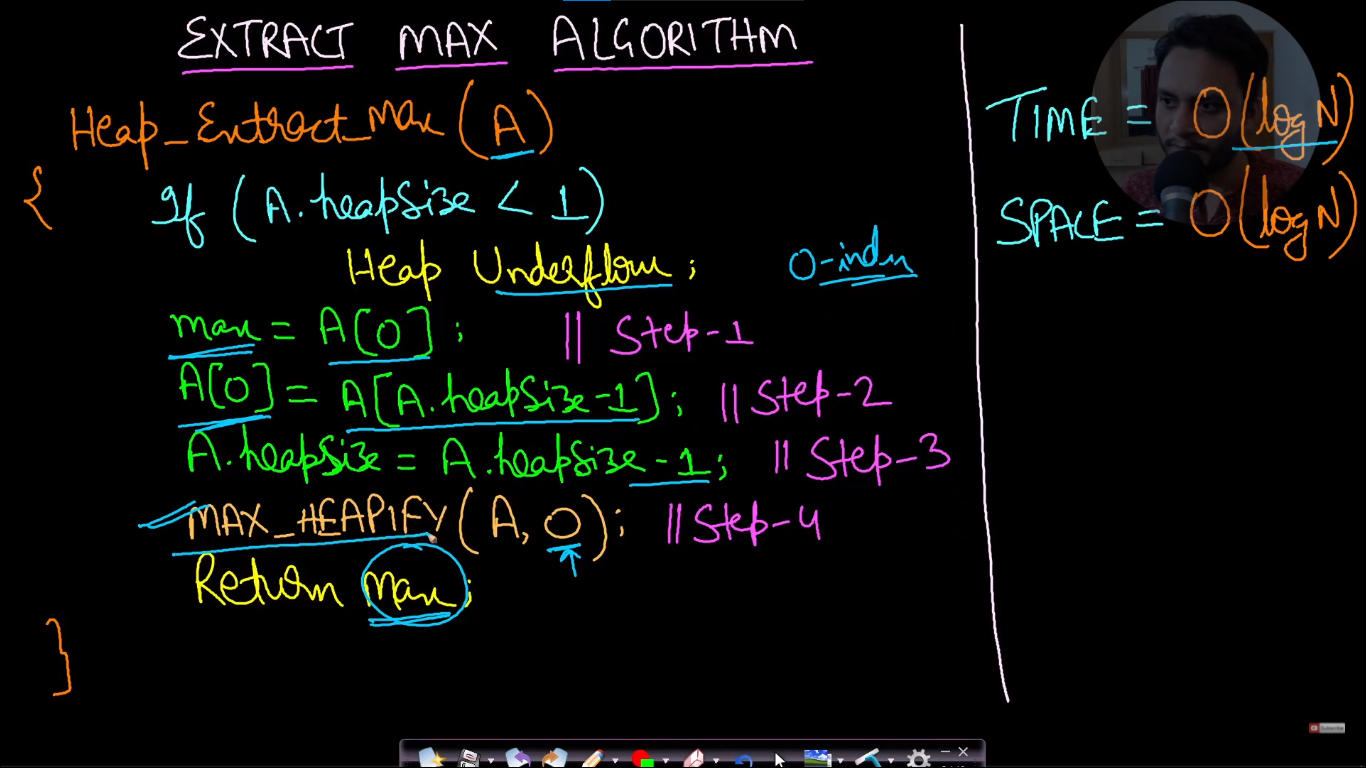 EXTRACT MAX ALGORITHM
Heap_Extract_Max (A)
{
If (A.heapSize < 1)
Heap Underflow;
0-index
max = A[0]; || Step-1
A[0] = A[A.heapSize-1]; || Step-2
A.heapSize = A.heapSize-1; || Step-3
MAX_HEAPIFY(A, 0); || Step-4
Return Max;
}
TIME = O(log N)
SPACE = O(log N)
Subscribe